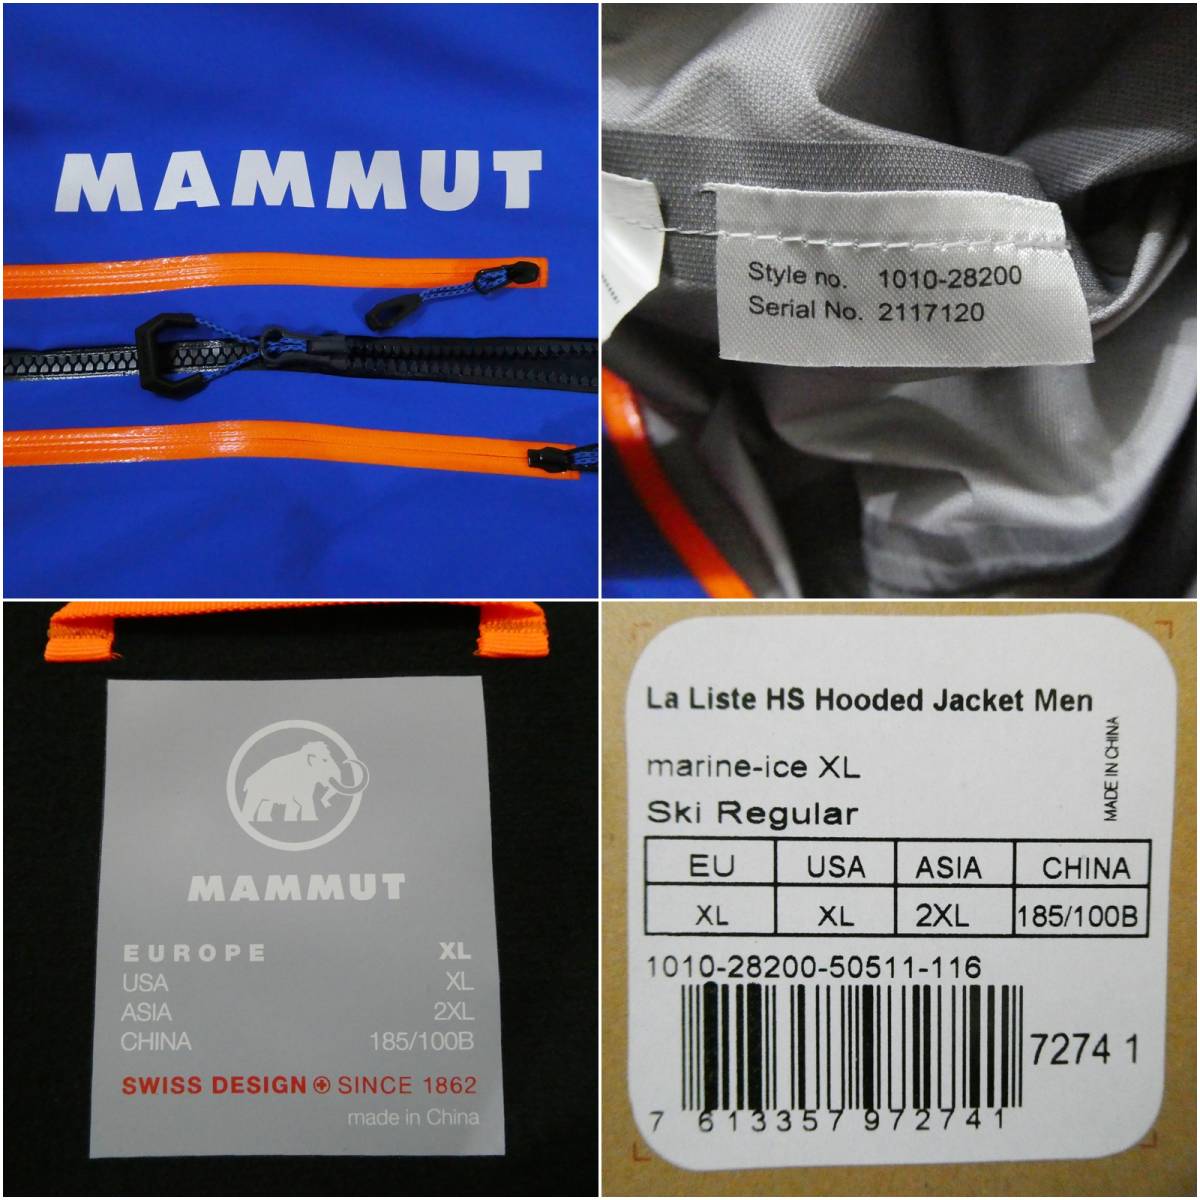 MAMMUT
Style no. 1010-28200
Serial No. 2117120
MAMMUT
EUROPE XL
USA XL
ASIA 2XL
CHINA 185/100B
SWISS DESIGN SINCE 1862
made in China
La Liste HS Hooded Jacket Men
marine-ice XL
Ski Regular
MADE IN CHINA
EU USA ASIA CHINA
XL XL 2XL 185/100B
1010-28200-50511-116
7274 1
7 613357 972741